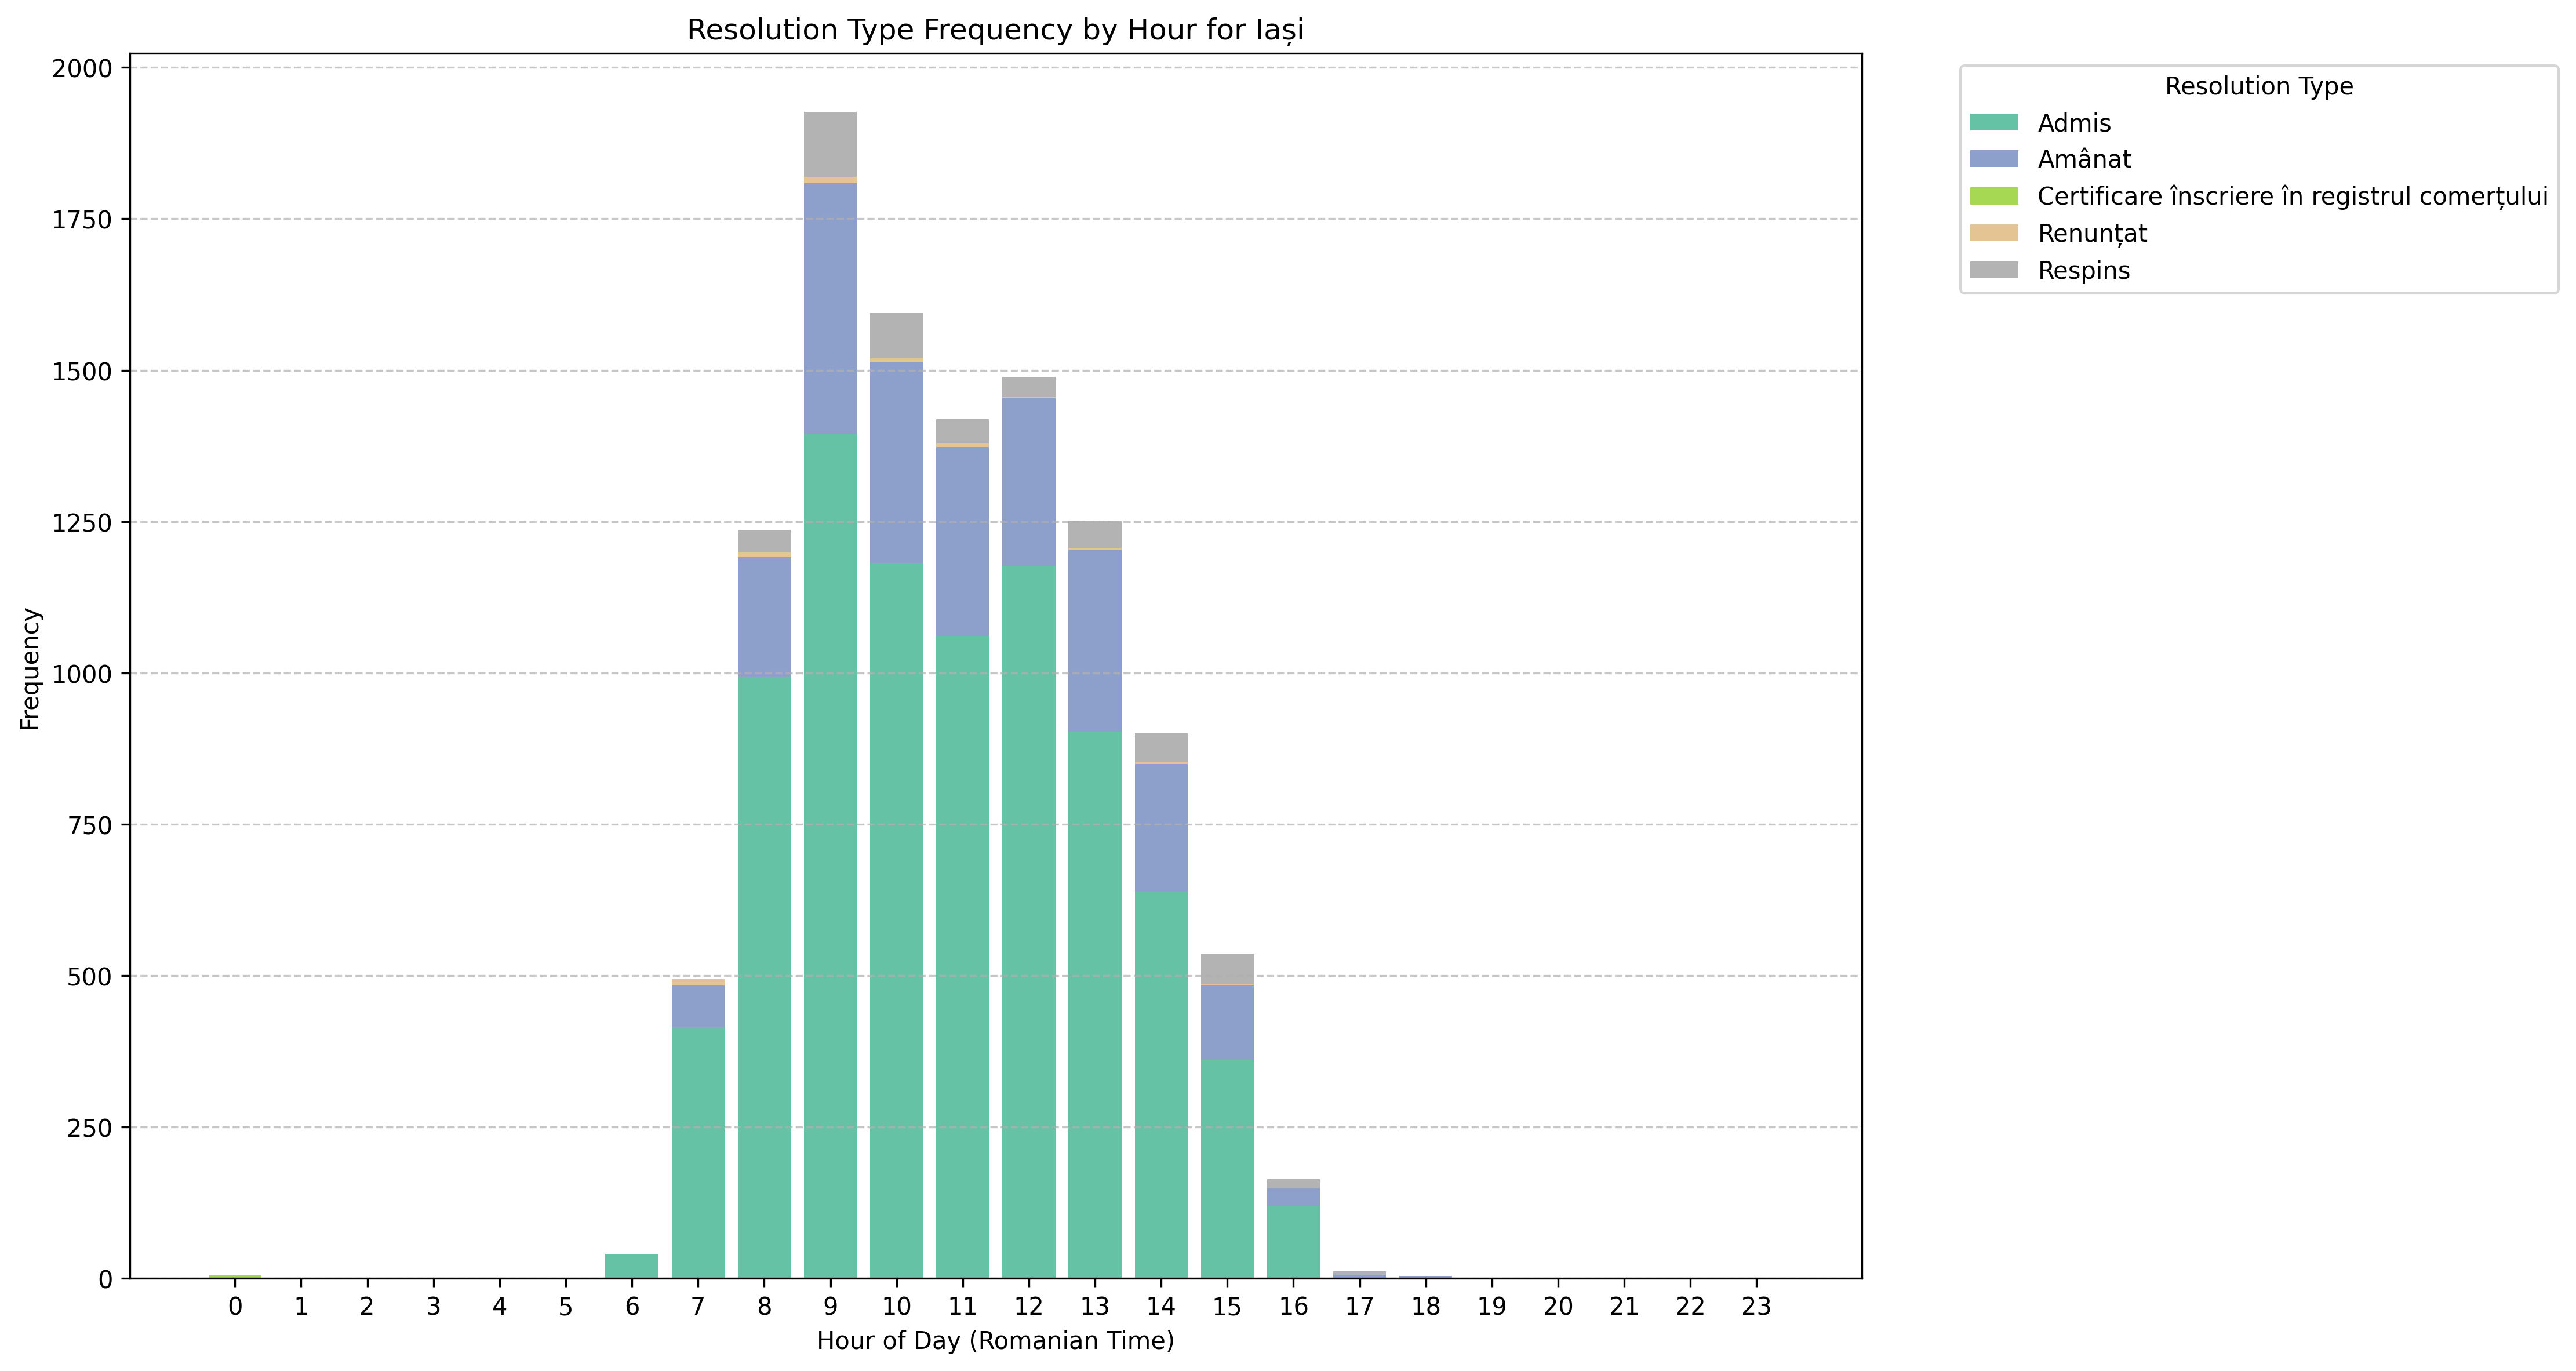 Resolution Type Frequency by Hour for Iași
Resolution Type
Admis
Amânat
Certificare înscriere în registrul comerțului
Renunțat
Respins
Frequency
2000
1750
1500
1250
1000
750
500
250
0
0 1 2 3 4 5 6 7 8 9 10 11 12 13 14 15 16 17 18 19 20 21 22 23
Hour of Day (Romanian Time)